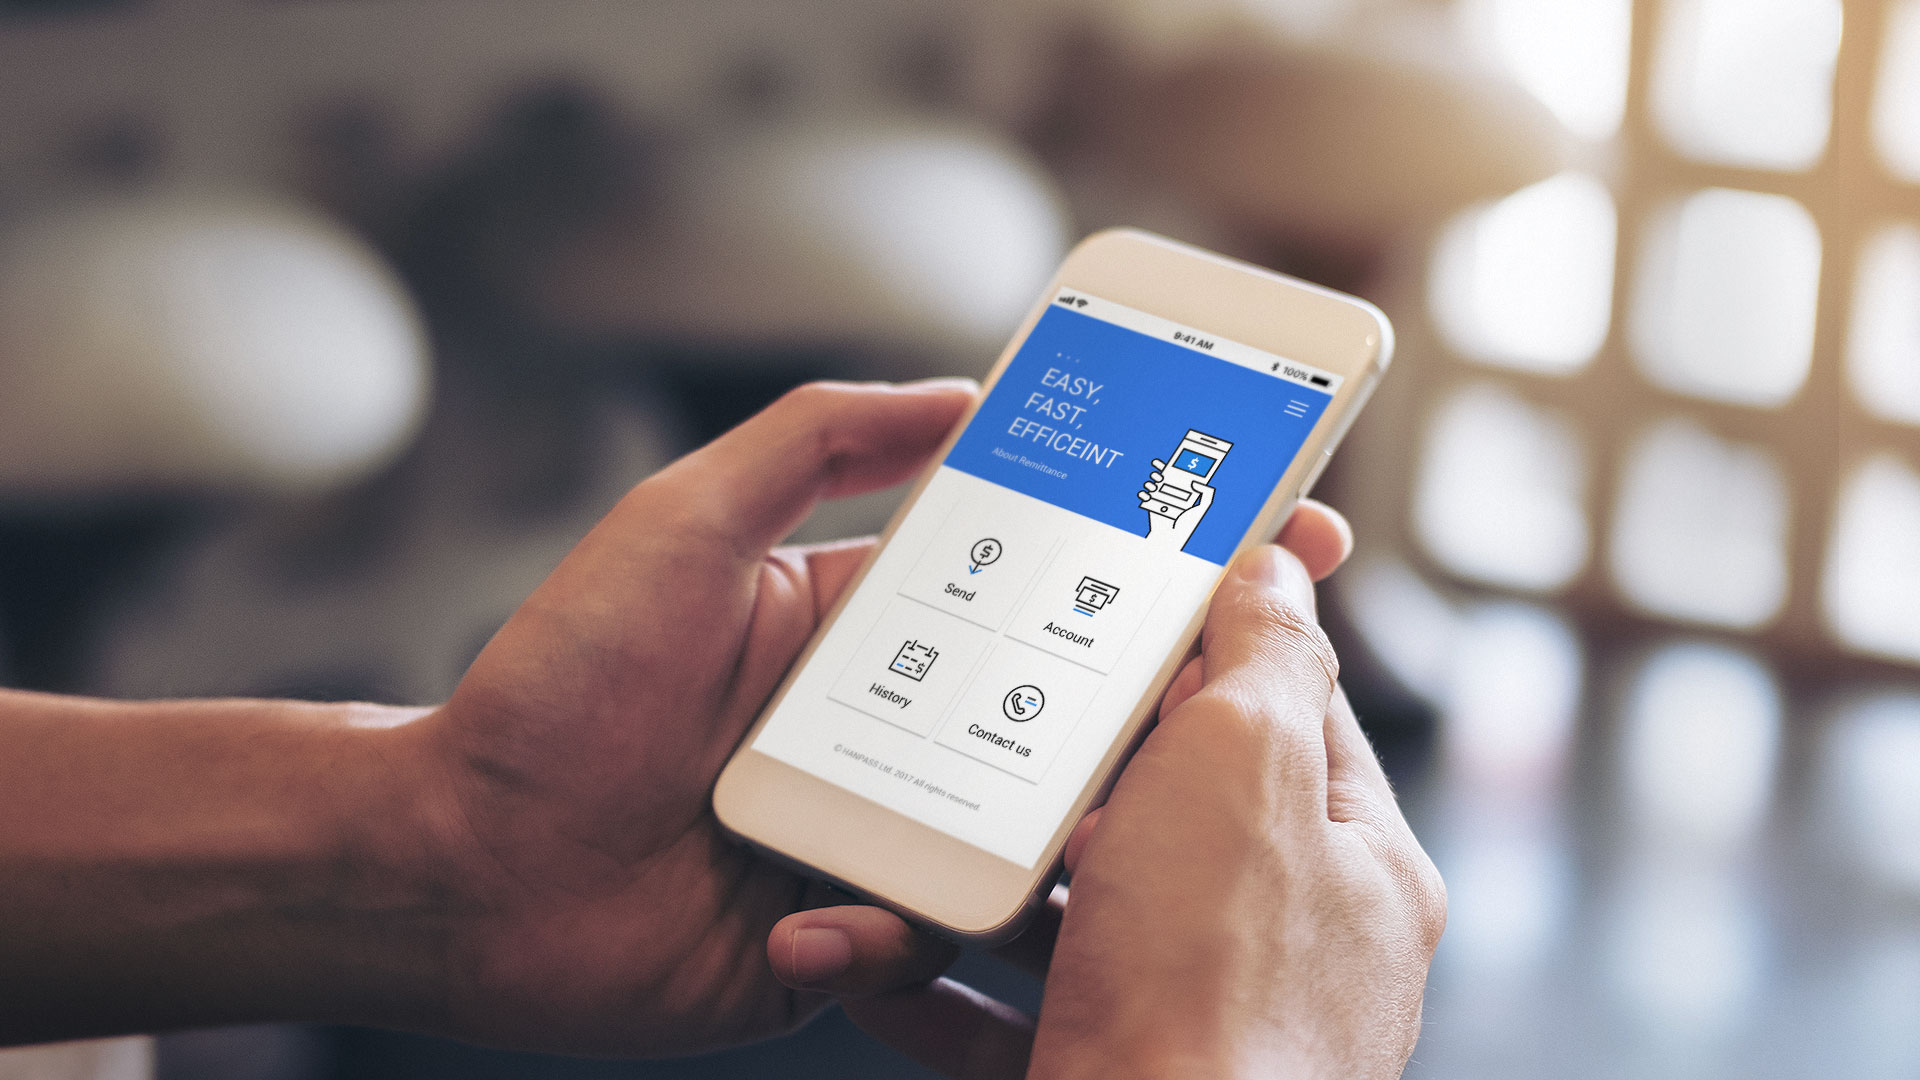 9:41 AM
100%
EASY,
FAST,
EFFICEINT
About Remittance
$
$
Send
$
Account
$
History
Contact us
© HANPASS Ltd. 2017 All rights reserved.